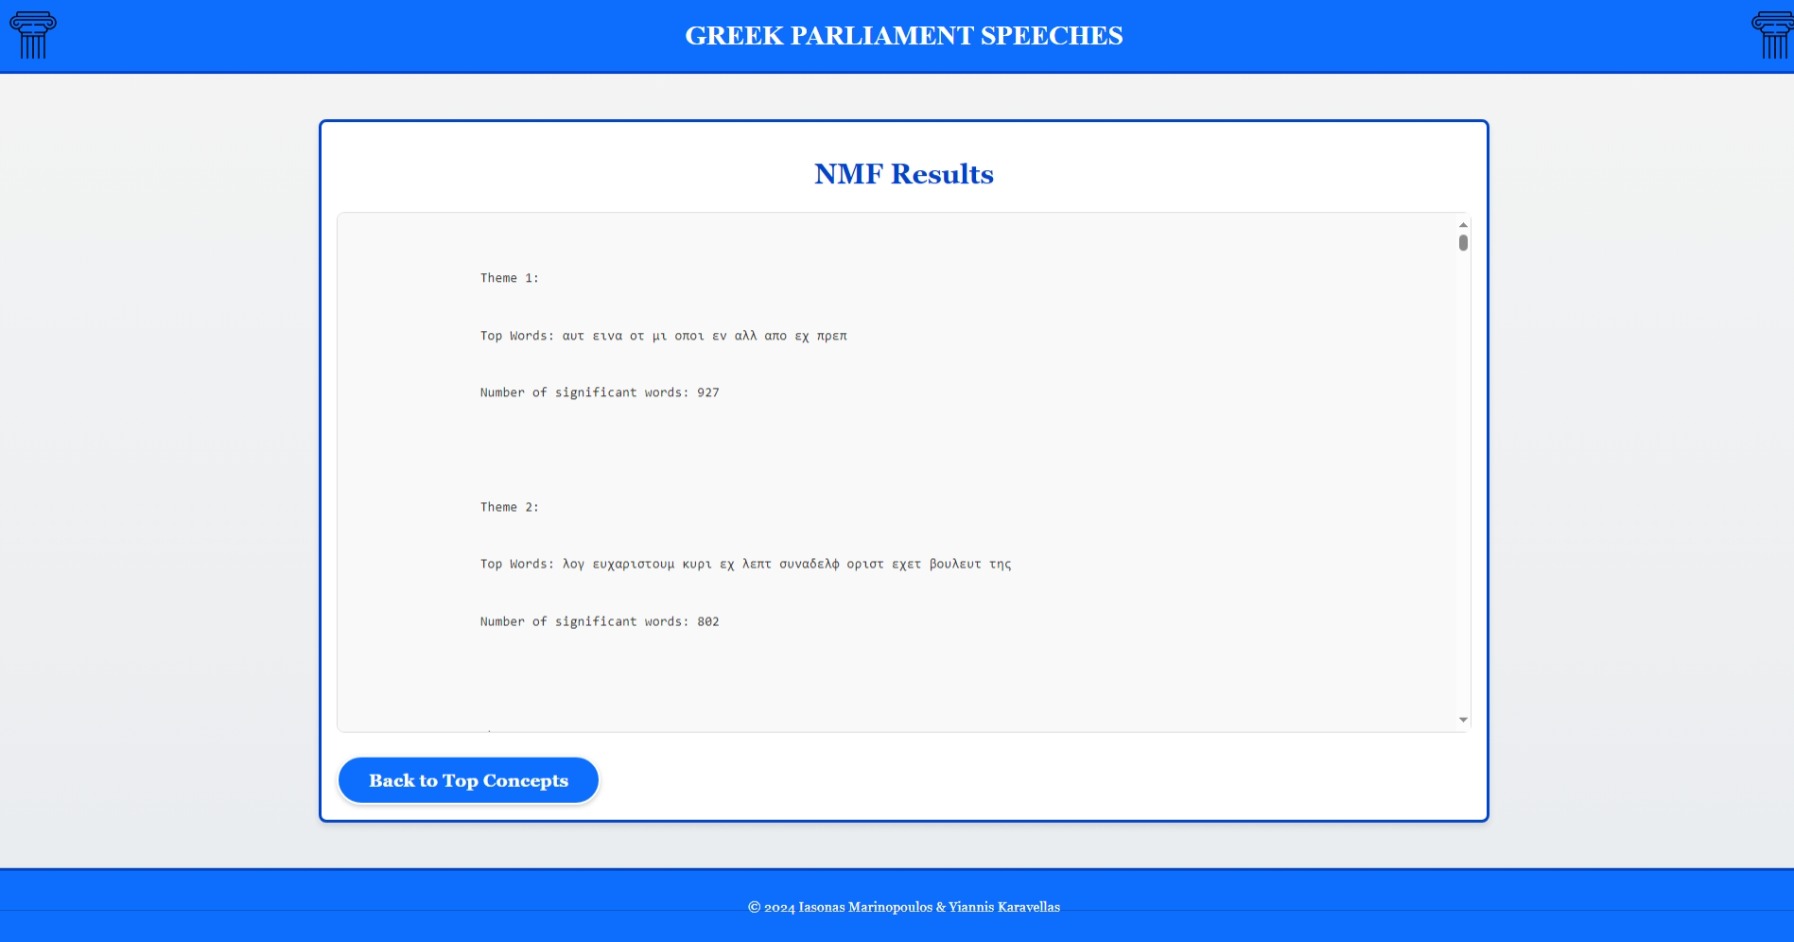 GREEK PARLIAMENT SPEECHES
NMF Results
Theme 1:
Top Words: αυτ εινα οτ μι οποι εν αλλ απο εχ πρεπ
Number of significant words: 927
Theme 2:
Top Words: λογ ευχαριστουμ κυρι εχ λεπτ συναδελφ οριστ εχετ βουλευτ της
Number of significant words: 802
Back to Top Concepts
© 2024 Iasonas Marinopoulos & Yiannis Karavellas